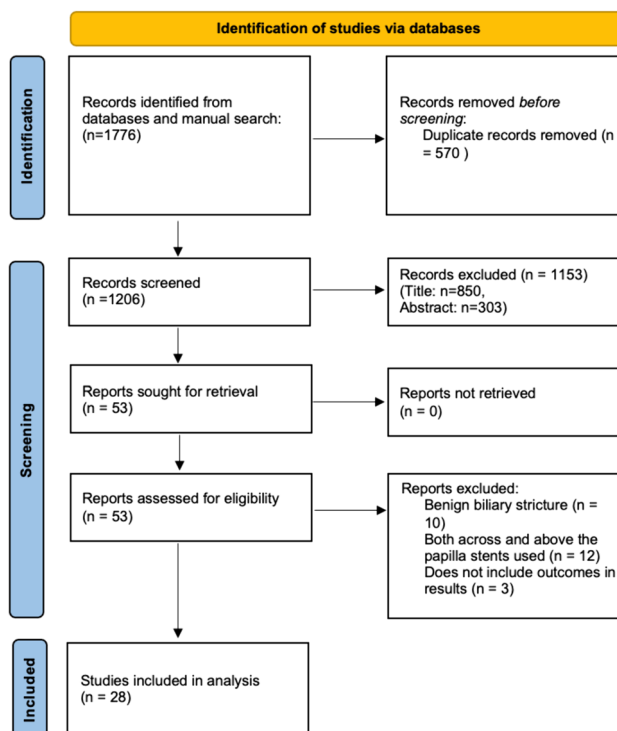 Identification of studies via databases
Identification
Records identified from
databases and manual search:
(n=1776)
Records removed before
screening:
Duplicate records removed (n
= 570 )
Screening
Records screened
(n =1206)
Records excluded (n = 1153)
(Title: n=850,
Abstract: n=303)
Reports sought for retrieval
(n = 53)
Reports not retrieved
(n = 0)
Reports assessed for eligibility
(n = 53)
Reports excluded:
Benign biliary stricture (n =
10)
Both across and above the
papilla stents used (n = 12)
Does not include outcomes in
results (n = 3)
Included
Studies included in analysis
(n = 28)